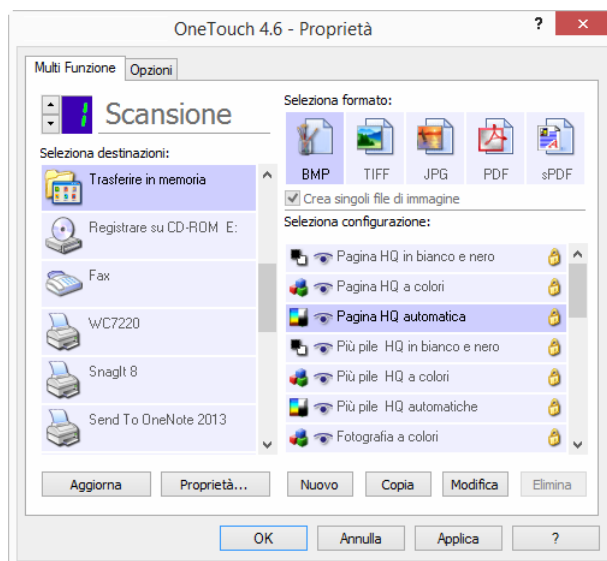 OneTouch 4.6 - Proprietà
?
×
Multi Funzione
Opzioni
1
Scansione
Seleziona destinazioni:
Trasferire in memoria
Registrare su CD-ROM E:
Fax
WC7220
SnagIt 8
Send To OneNote 2013
Aggiorna
Proprietà...
Seleziona formato:
BMP
TIFF
JPG
PDF
sPDF
Crea singoli file di immagine
Seleziona configurazione:
Pagina HQ in bianco e nero
Pagina HQ a colori
Pagina HQ automatica
Più pile HQ in bianco e nero
Più pile HQ a colori
Più pile HQ automatiche
Fotografia a colori
Nuovo
Copia
Modifica
Elimina
OK
Annulla
Applica
?